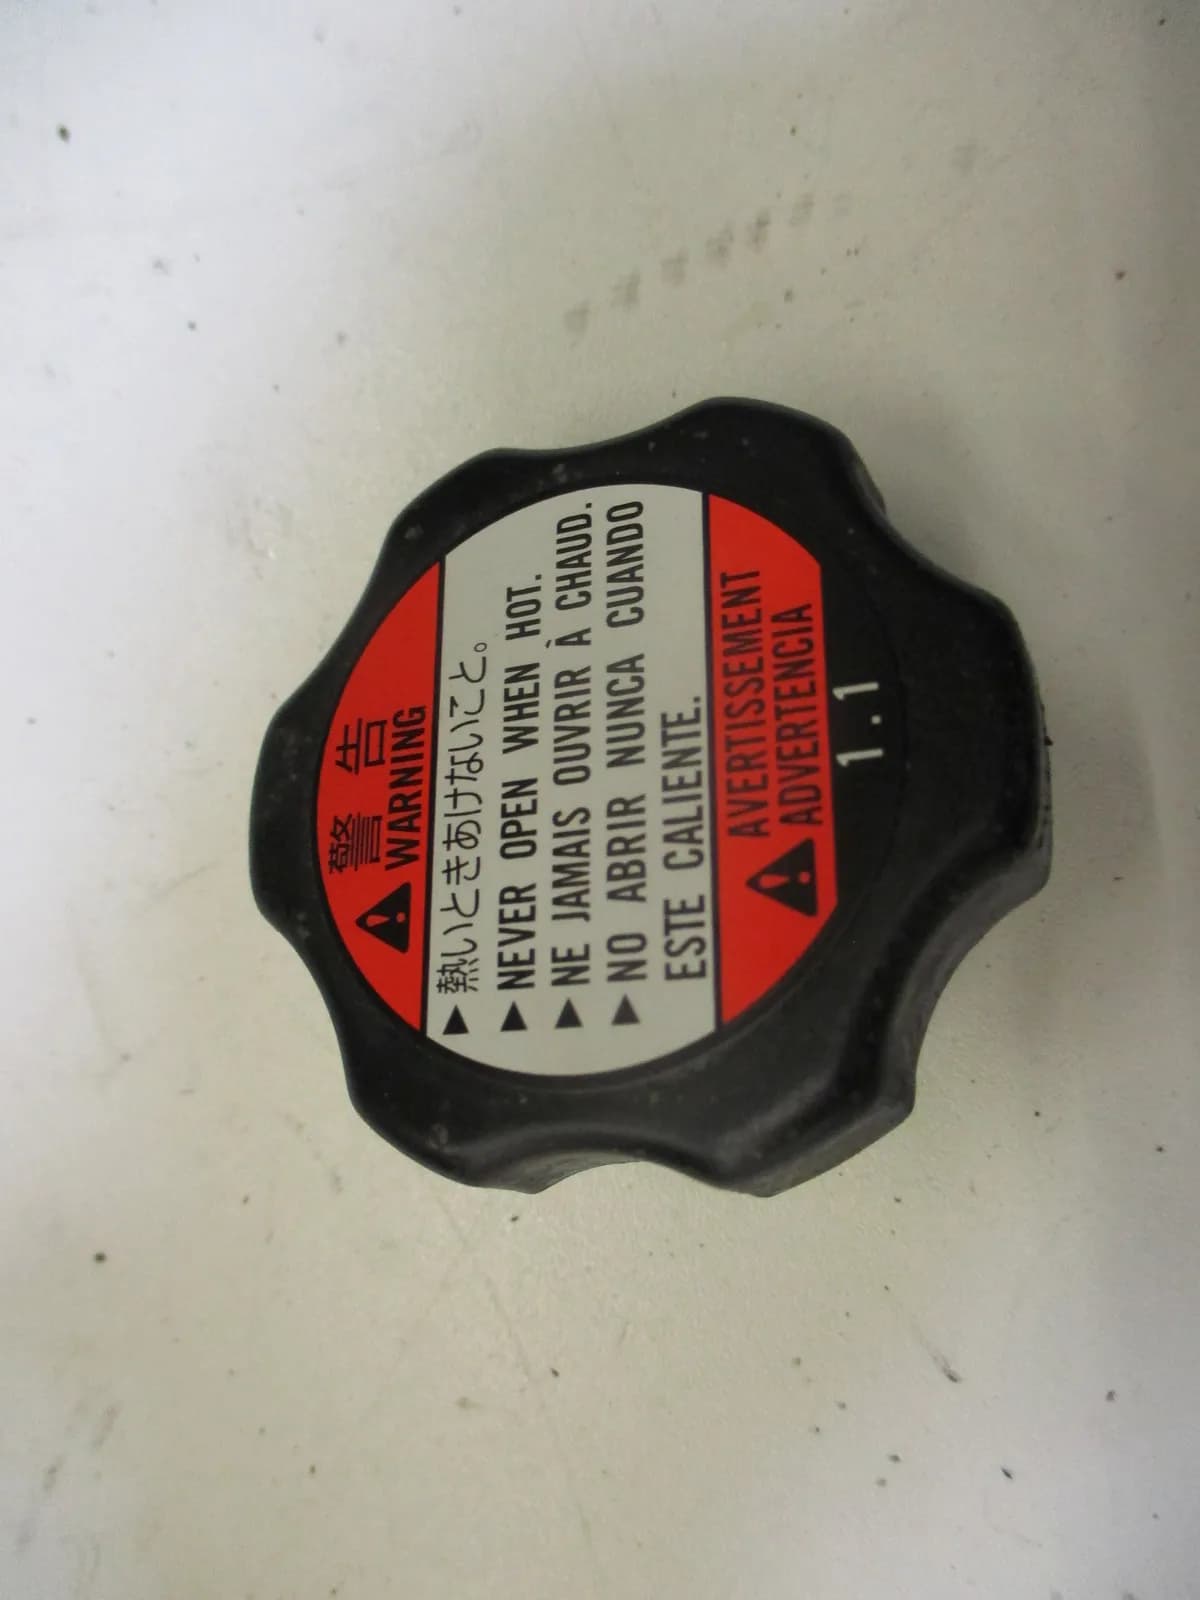 警告
⚠ WARNING
▶熱いときあけないこと。
▶NEVER OPEN WHEN HOT.
▶NE JAMAIS OUVRIR À CHAUD.
▶NO ABRIR NUNCA CUANDO
ESTE CALIENTE.
⚠ AVERTISSEMENT
ADVERTENCIA
1.1